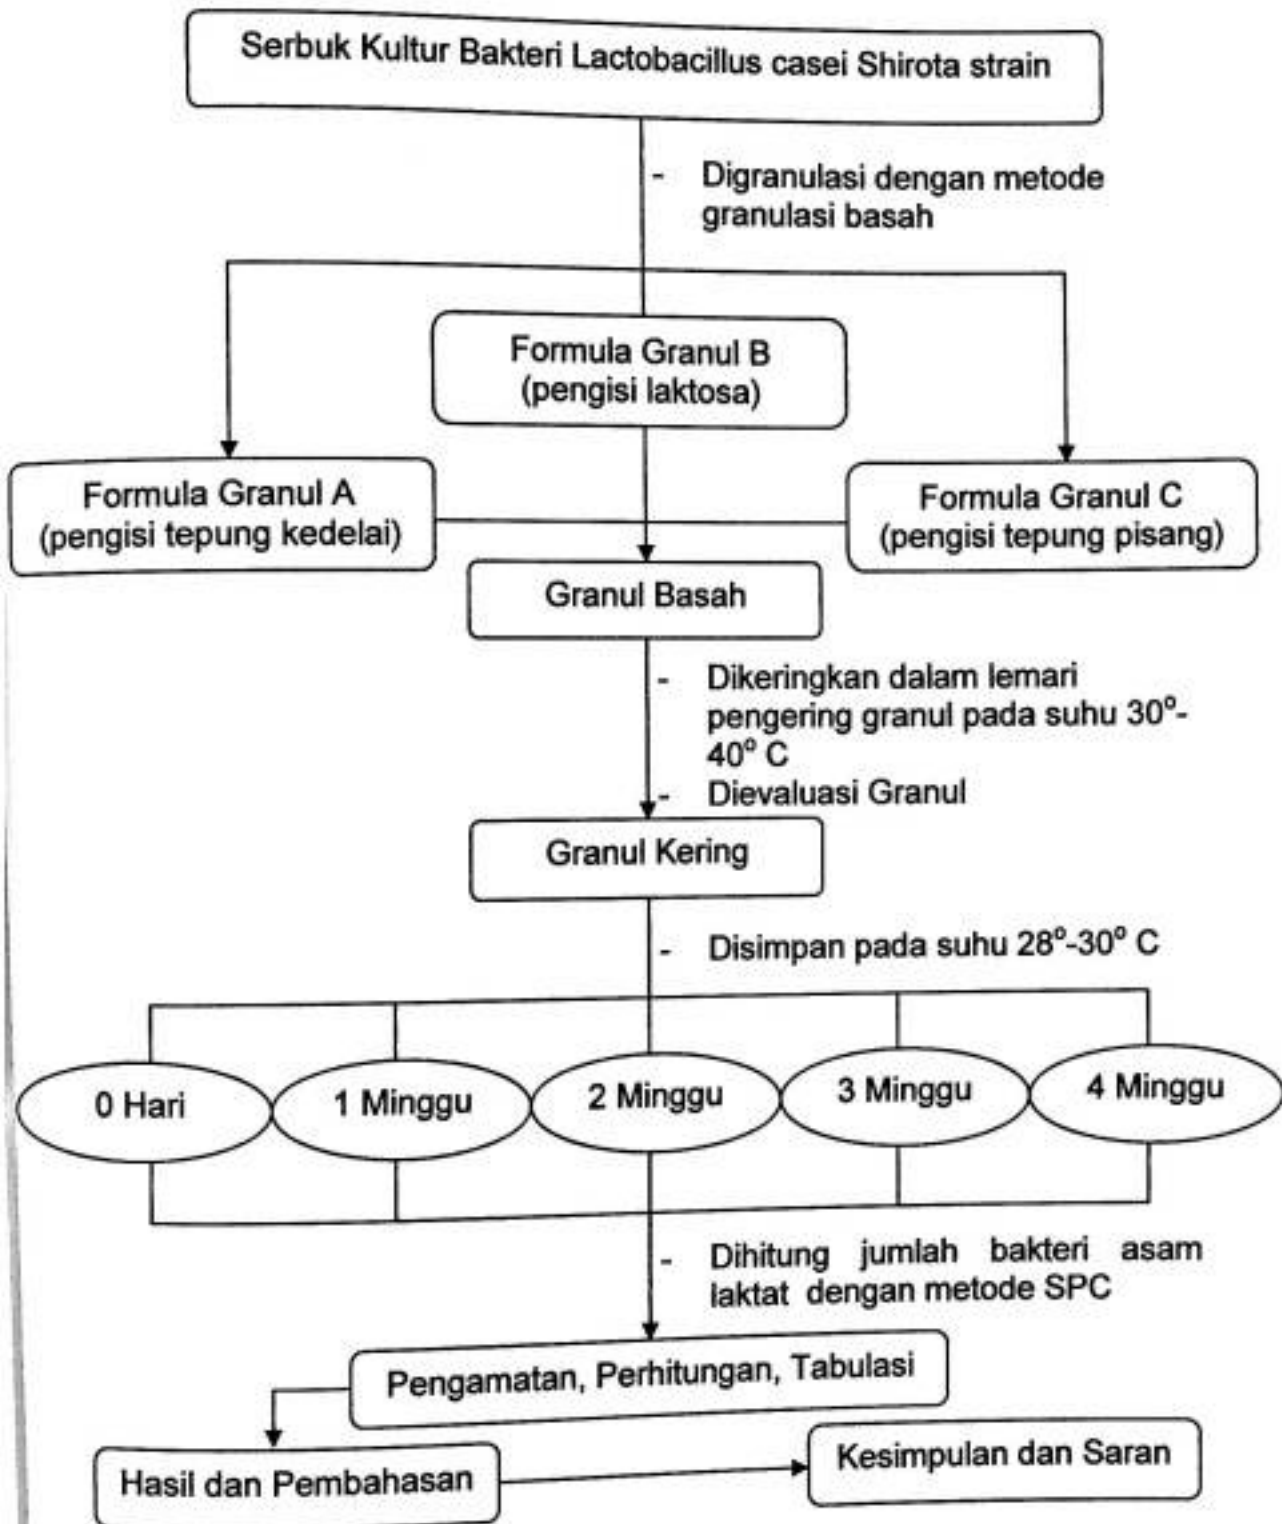 Serbuk Kultur Bakteri Lactobacillus casei Shirota strain
- Digranulasi dengan metode
granulasi basah
Formula Granul B
(pengisi laktosa)
Formula Granul A
(pengisi tepung kedelai)
Formula Granul C
(pengisi tepung pisang)
Granul Basah
- Dikeringkan dalam lemari
pengering granul pada suhu 30°-
40° C
- Dievaluasi Granul
Granul Kering
- Disimpan pada suhu 28°-30° C
0 Hari
1 Minggu
2 Minggu
3 Minggu
4 Minggu
- Dihitung jumlah bakteri asam
laktat dengan metode SPC
Pengamatan, Perhitungan, Tabulasi
Hasil dan Pembahasan
Kesimpulan dan Saran